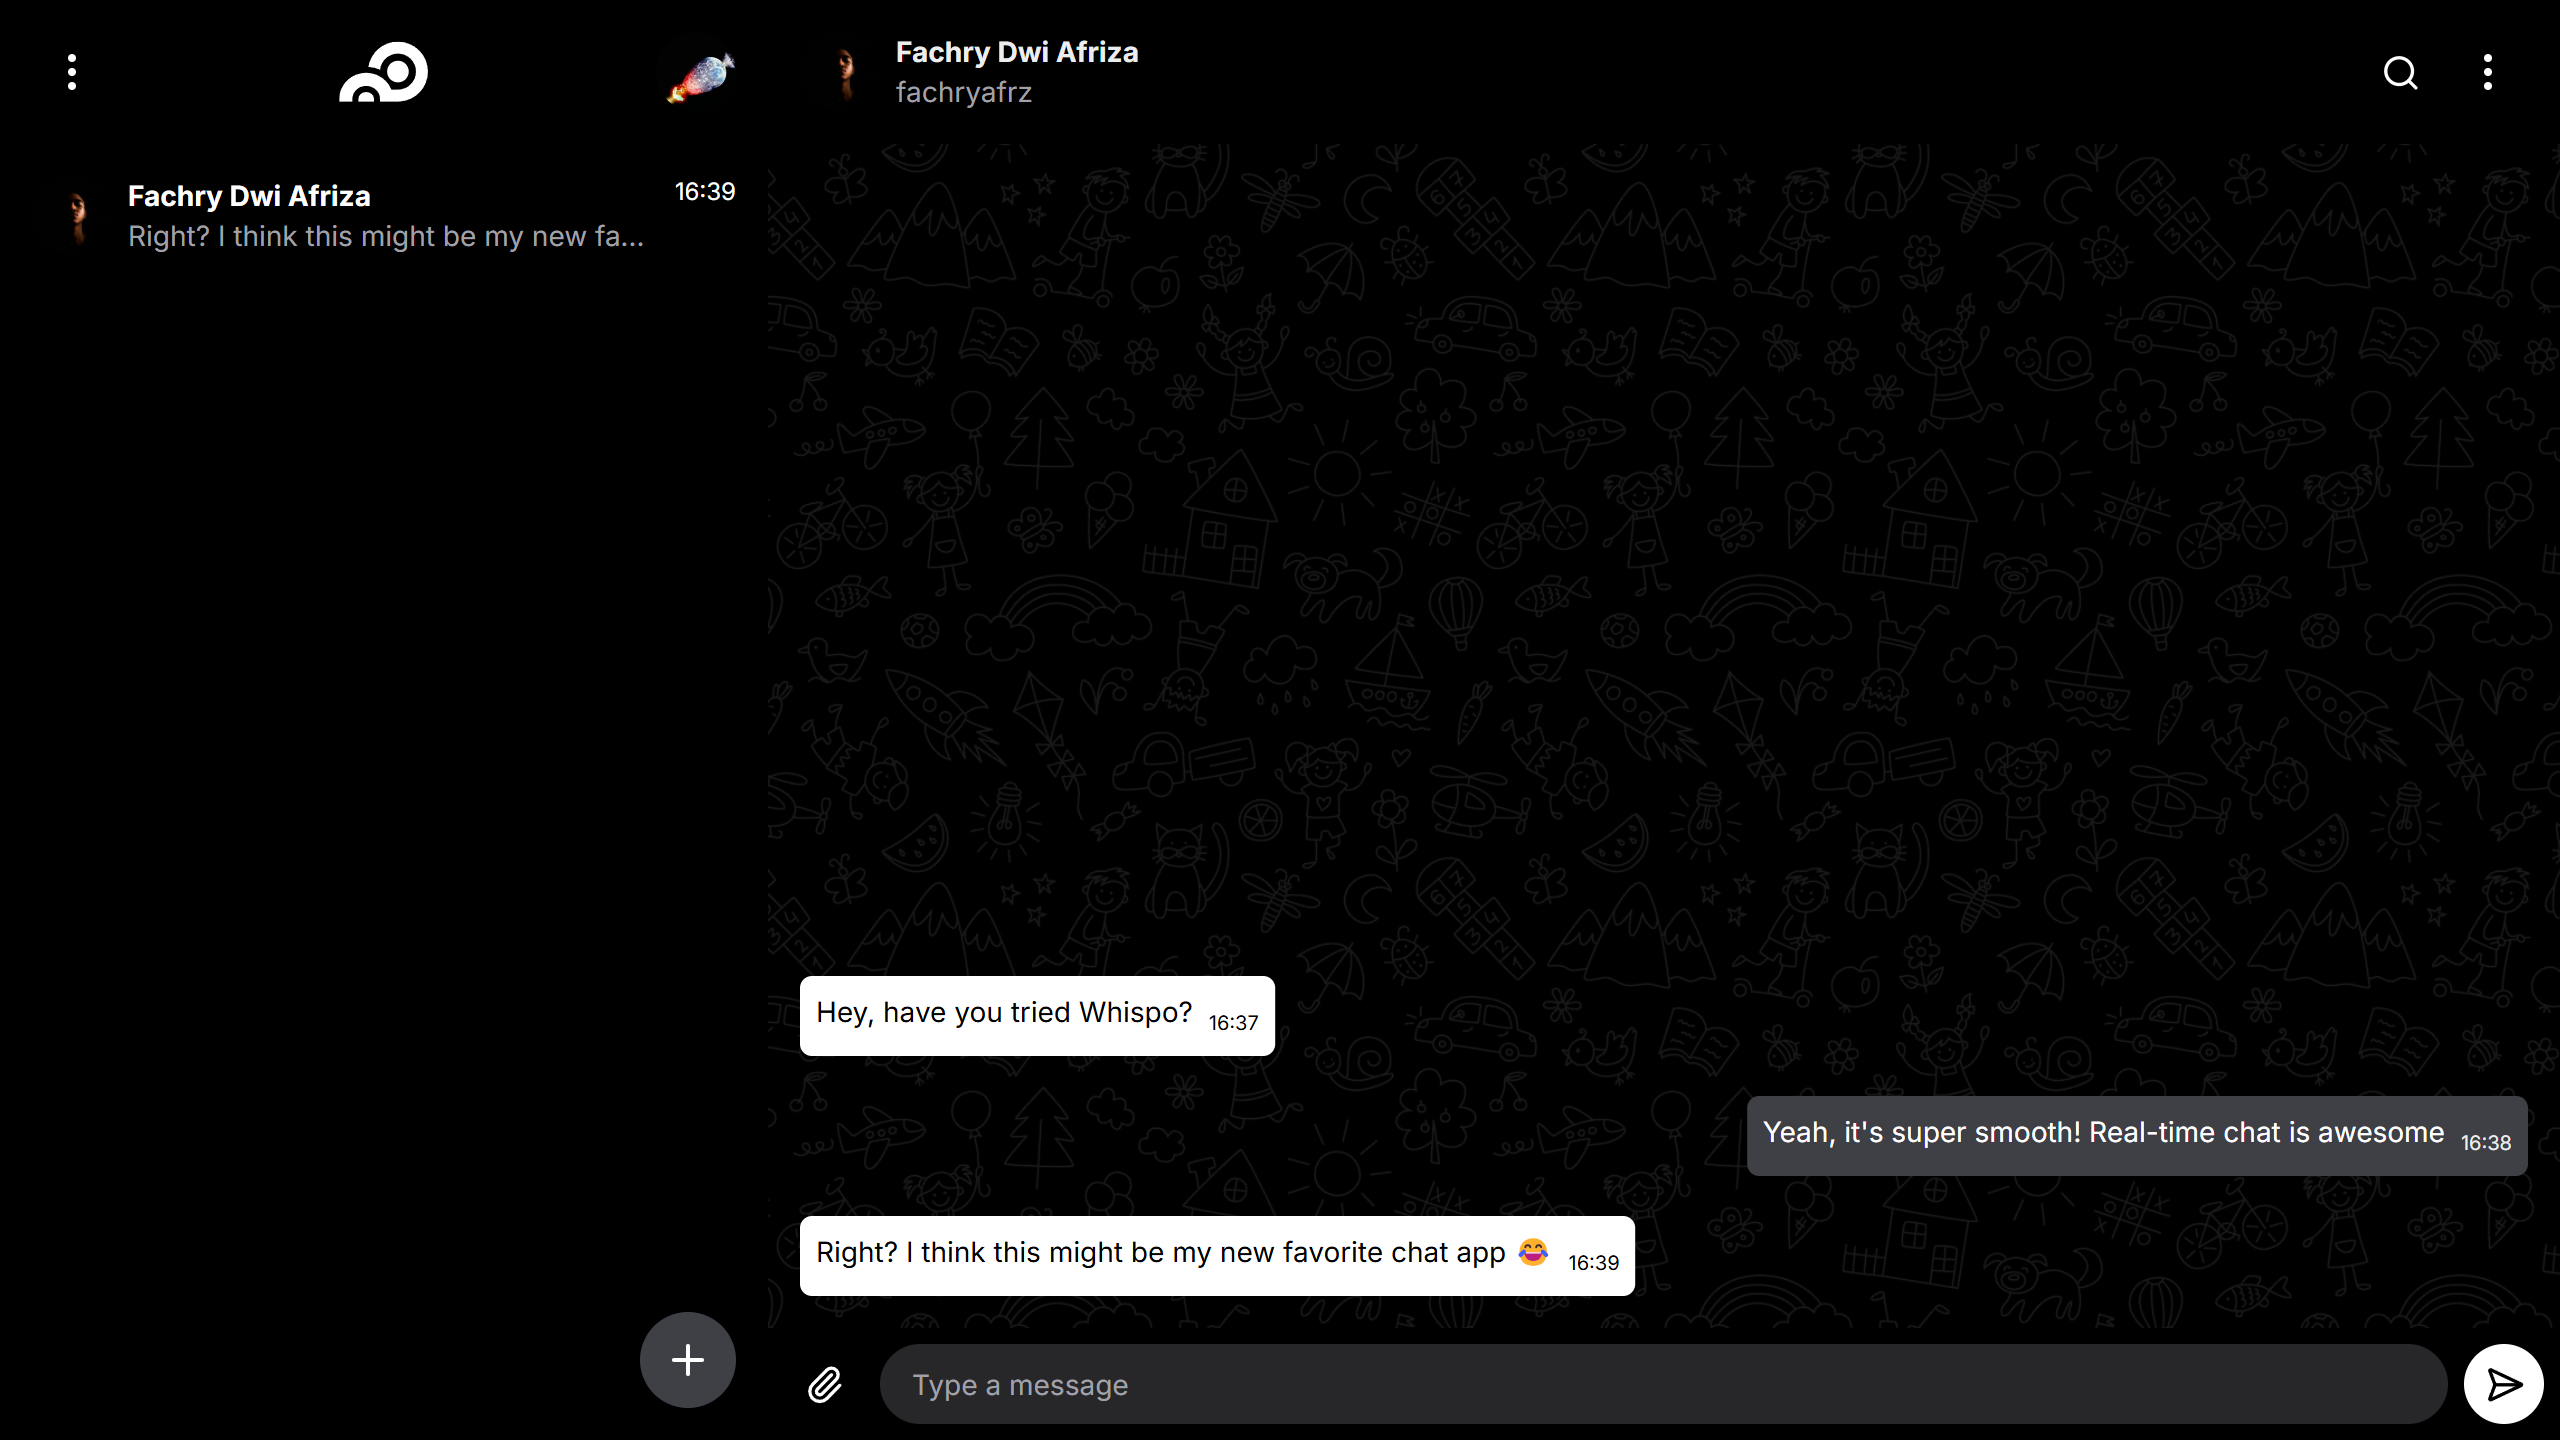 Fachry Dwi Afriza
16:39
Right? I think this might be my new fa...
Fachry Dwi Afriza
fachryafrz
Hey, have you tried Whispo? 16:37
Yeah, it's super smooth! Real-time chat is awesome 16:38
Right? I think this might be my new favorite chat app 😂 16:39
Type a message